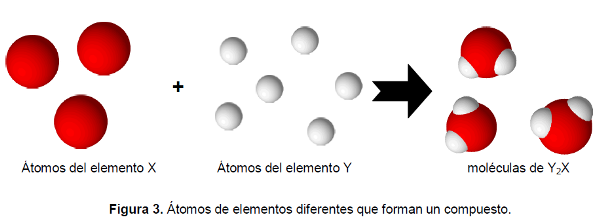 +
Átomos del elemento X
Átomos del elemento Y
moléculas de Y₂X
Figura 3. Átomos de elementos diferentes que forman un compuesto.